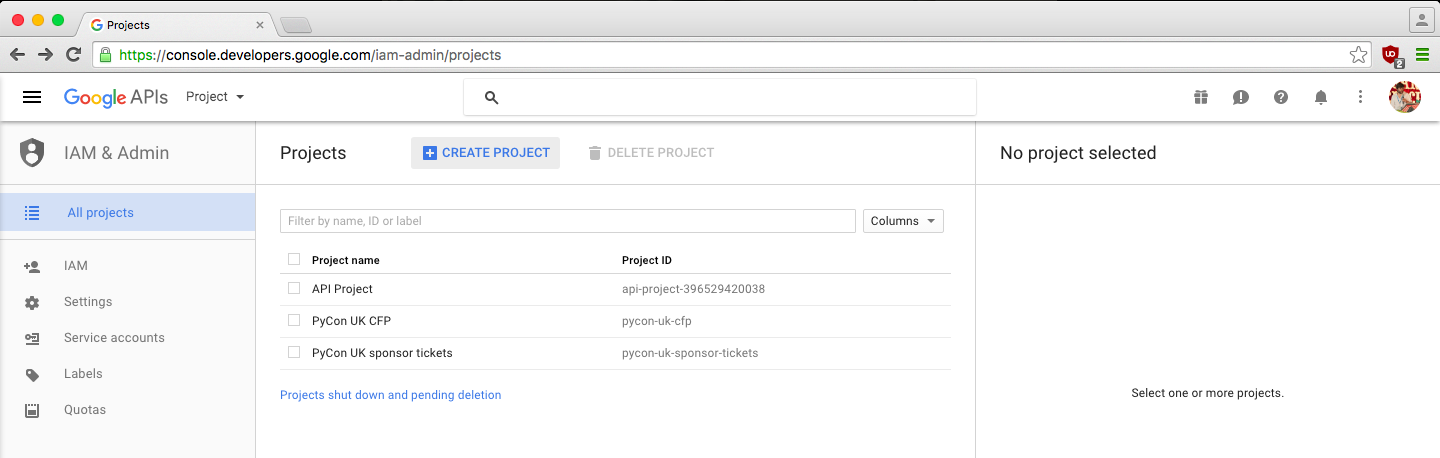 Projects
https://console.developers.google.com/iam-admin/projects
2
Google APIs Project
IAM & Admin
Projects CREATE PROJECT DELETE PROJECT
No project selected
All projects
Filter by name, ID or label Columns
Project name Project ID
API Project api-project-396529420038
PyCon UK CFP pycon-uk-cfp
PyCon UK sponsor tickets pycon-uk-sponsor-tickets
Projects shut down and pending deletion
IAM
Settings
Service accounts
Labels
Quotas
Select one or more projects.